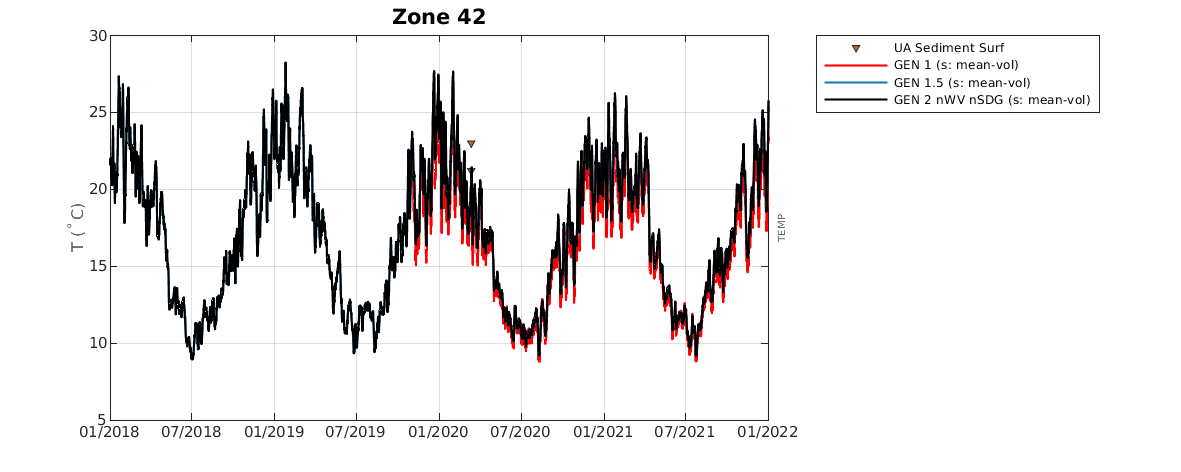 Zone 42
30
25
20
15
10
5
T (°C)
01/2018 07/2018 01/2019 07/2019 01/2020 07/2020 01/2021 07/2021 01/2022
TEMP
UA Sediment Surf
GEN 1 (s: mean-vol)
GEN 1.5 (s: mean-vol)
GEN 2 nWV nSDG (s: mean-vol)